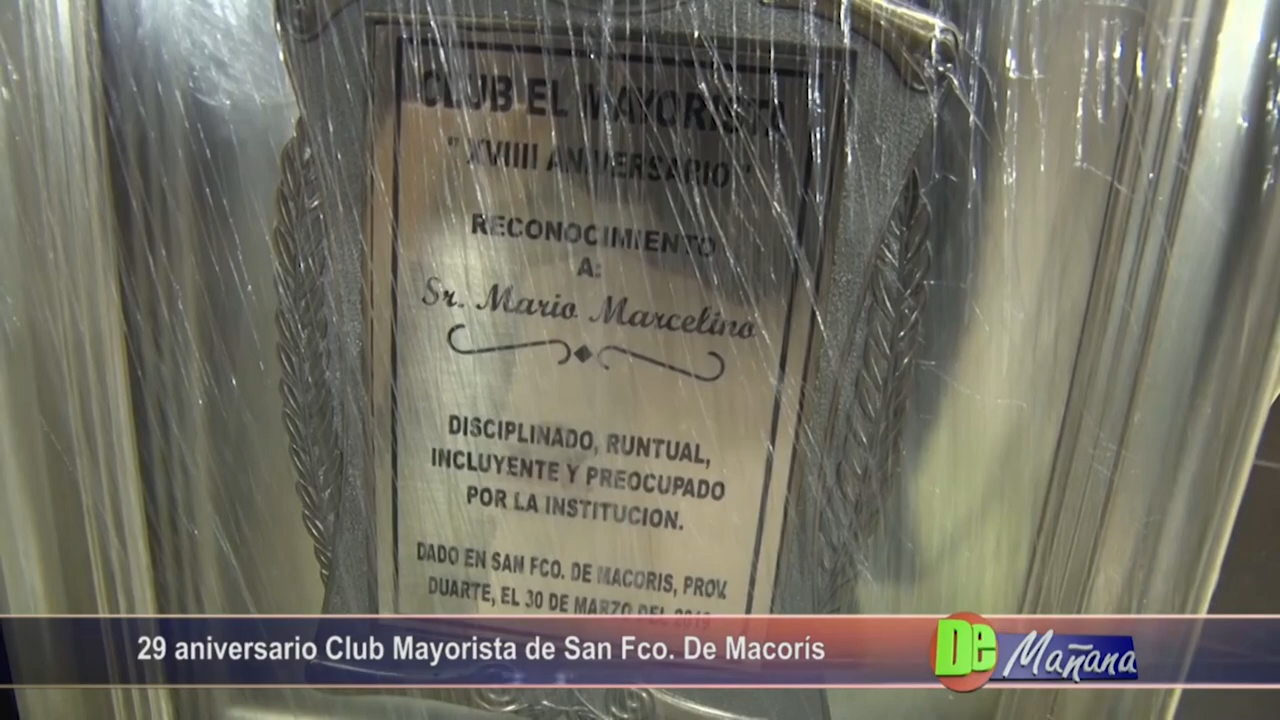 CLUB EL MAYORISTA
" XVIIII ANIVERSARIO "
RECONOCIMIENTO
A:
Sr. Mario Marcelino
DISCIPLINADO, RUNTUAL,
INCLUYENTE Y PREOCUPADO
POR LA INSTITUCION.
DADO EN SAN FCO. DE MACORIS, PROV.
DUARTE, EL 30 DE MARZO DEL 2019
29 aniversario Club Mayorista de San Fco. De Macorís
De Mañana